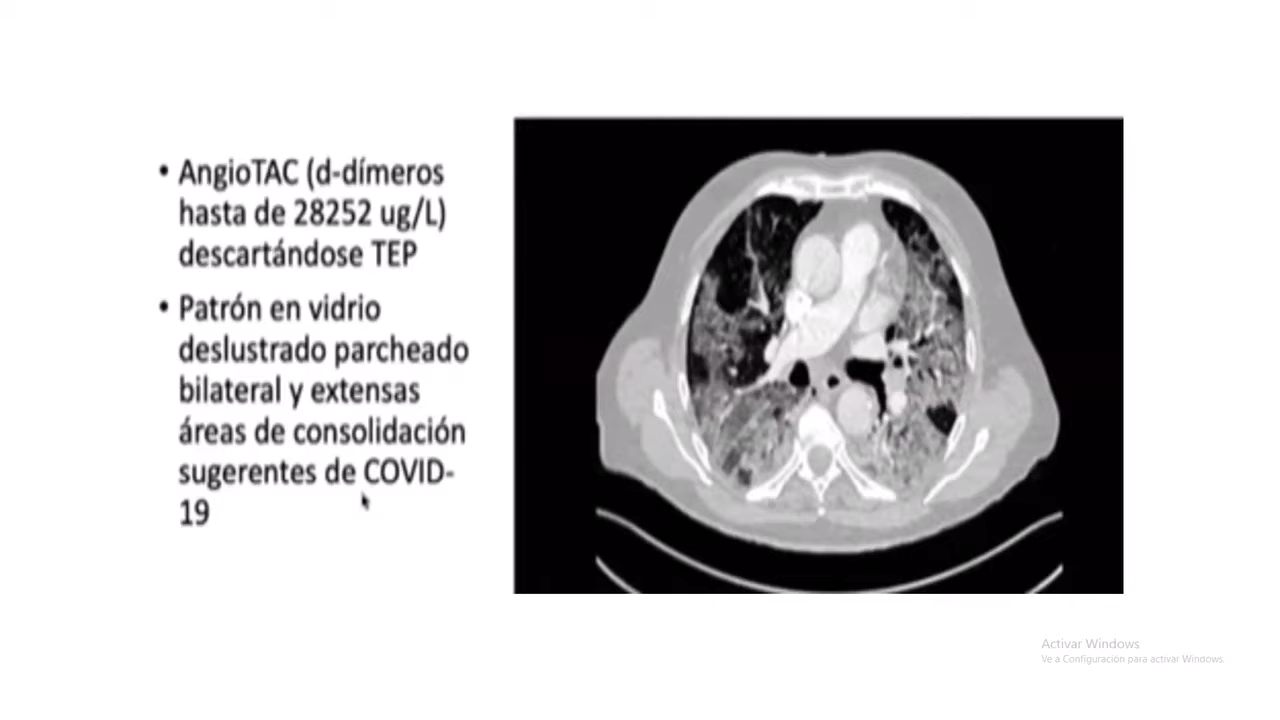 • AngioTAC (d-dímeros
hasta de 28252 ug/L)
descartándose TEP
• Patrón en vidrio
deslustrado parcheado
bilateral y extensas
áreas de consolidación
sugerentes de COVID-
19
Activar Windows
Ve a Configuración para activar Windows.